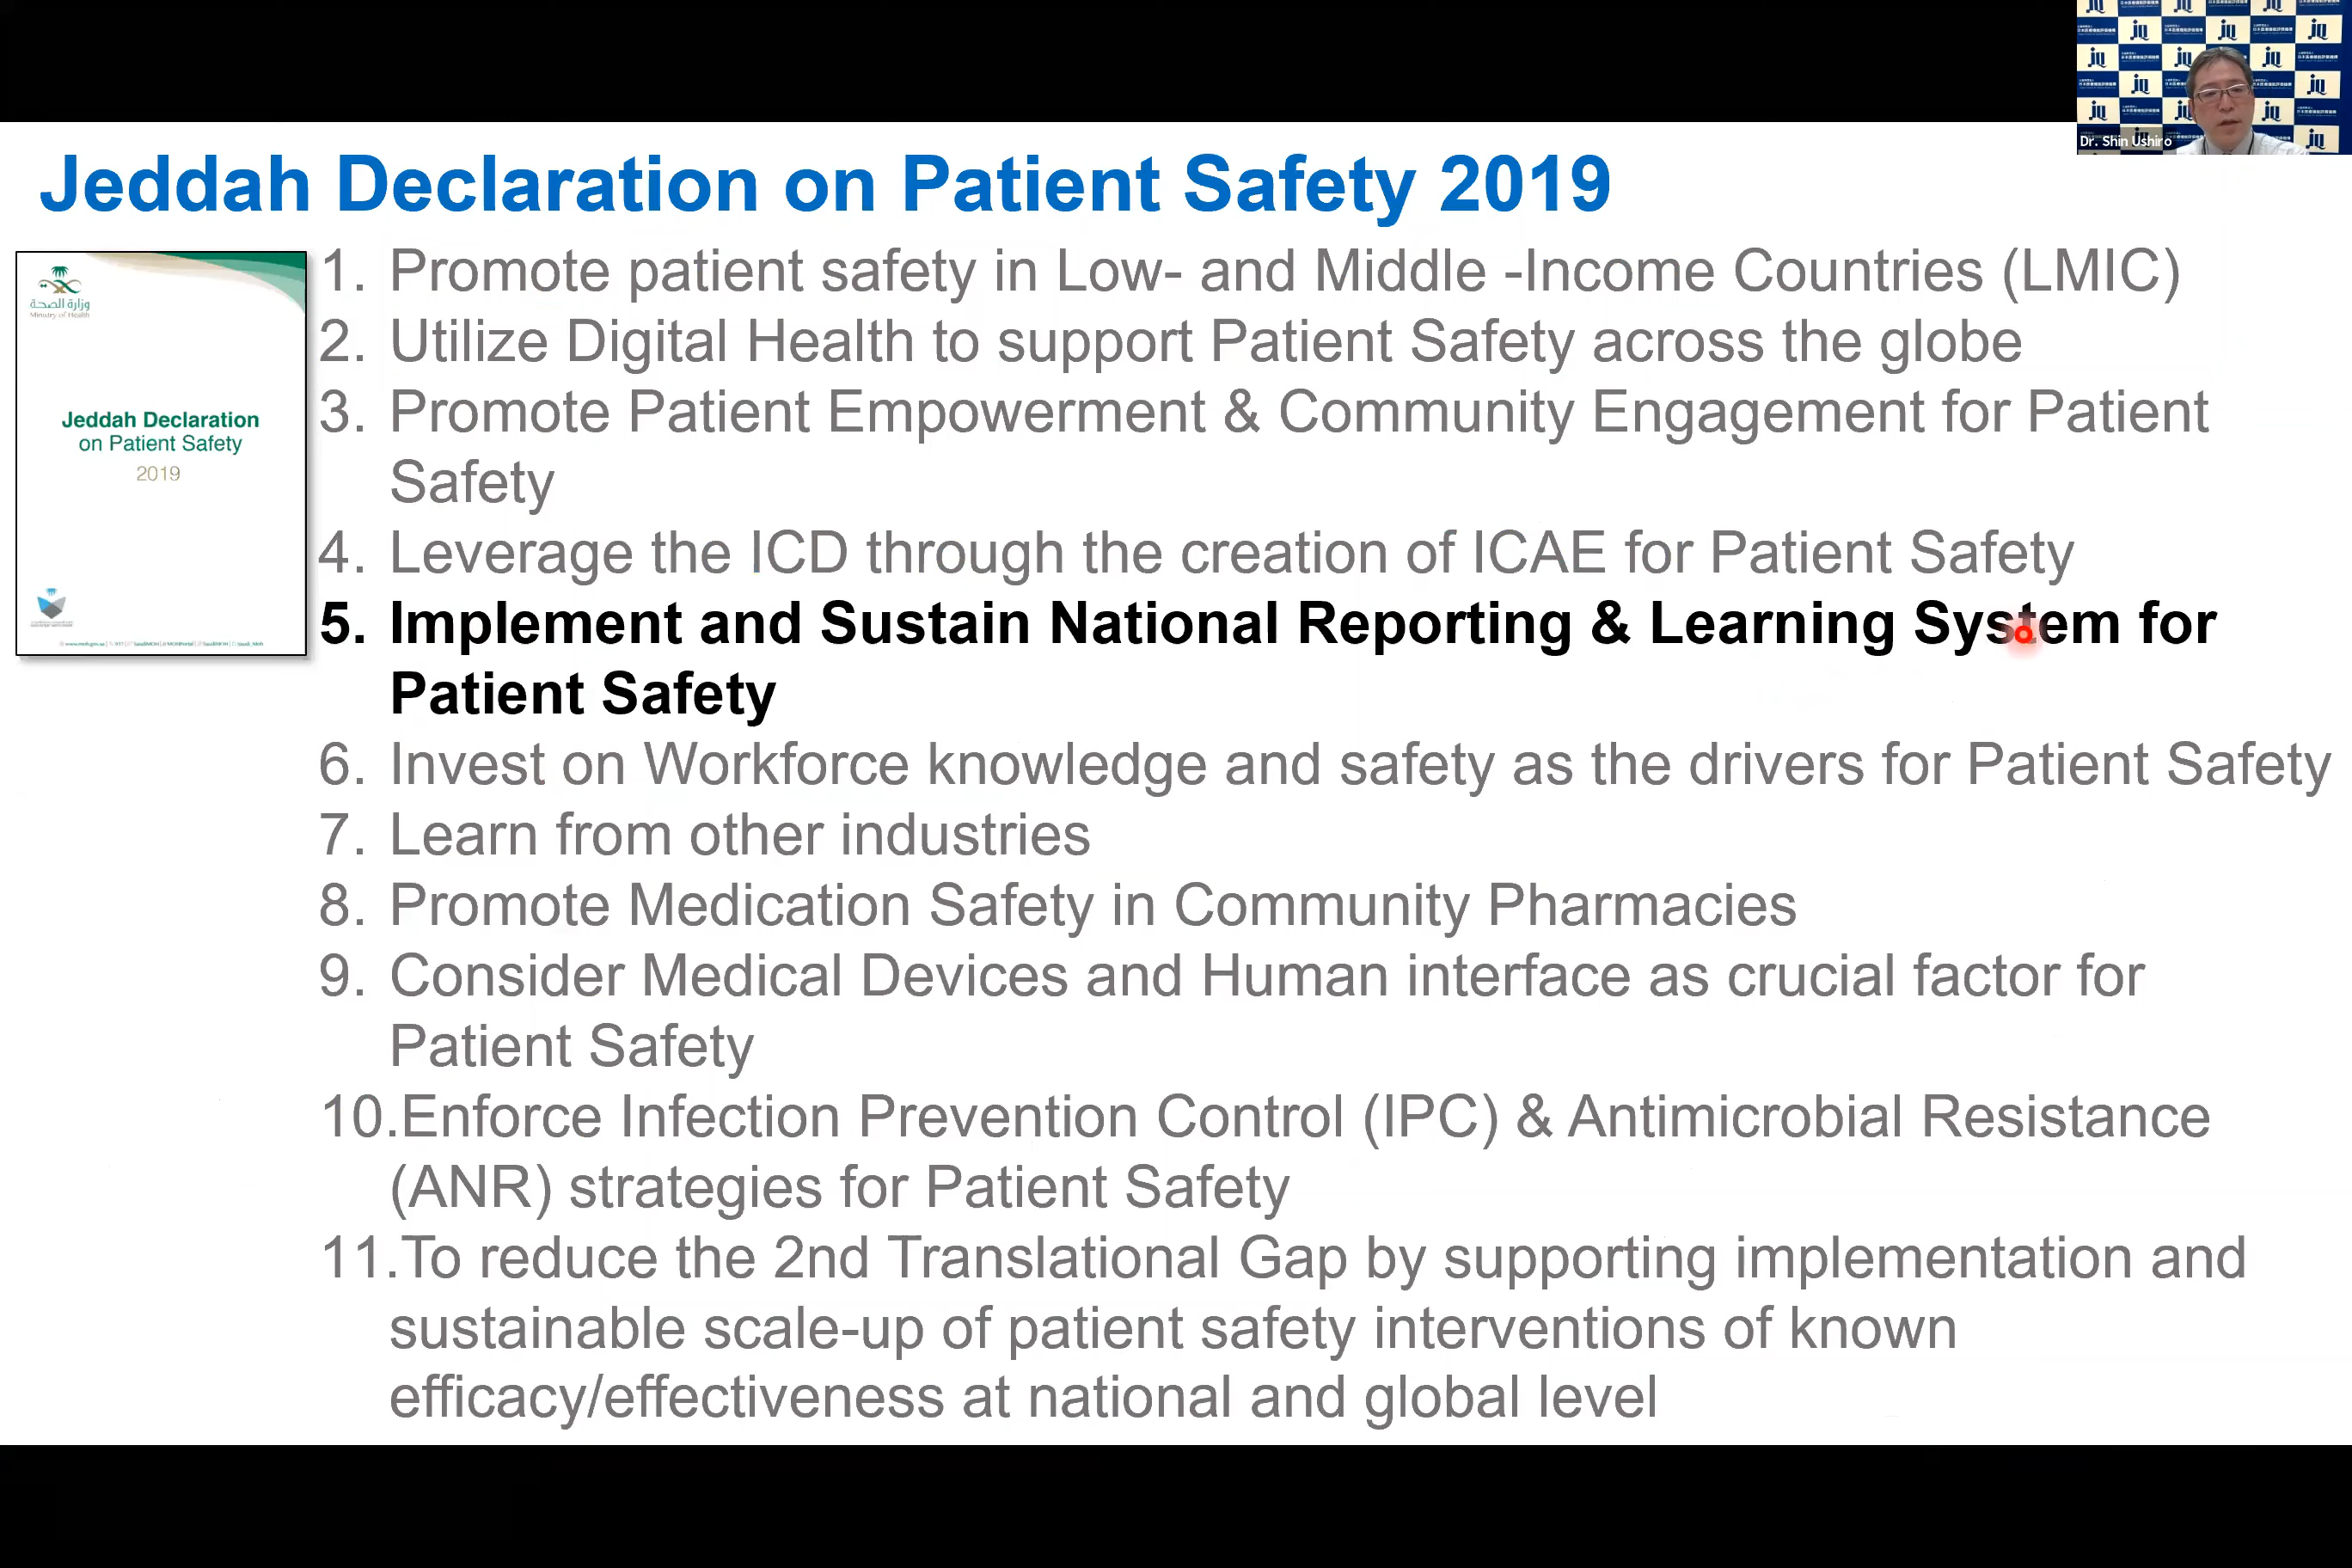 Dr. Shin Ushiro
Jeddah Declaration on Patient Safety 2019
وزارة الصحة
Ministry of Health
Jeddah Declaration
on Patient Safety
2019
1. Promote patient safety in Low- and Middle -Income Countries (LMIC)
2. Utilize Digital Health to support Patient Safety across the globe
3. Promote Patient Empowerment & Community Engagement for Patient
Safety
4. Leverage the ICD through the creation of ICAE for Patient Safety
5. Implement and Sustain National Reporting & Learning System for
Patient Safety
6. Invest on Workforce knowledge and safety as the drivers for Patient Safety
7. Learn from other industries
8. Promote Medication Safety in Community Pharmacies
9. Consider Medical Devices and Human interface as crucial factor for
Patient Safety
10.Enforce Infection Prevention Control (IPC) & Antimicrobial Resistance
(ANR) strategies for Patient Safety
11.To reduce the 2nd Translational Gap by supporting implementation and
sustainable scale-up of patient safety interventions of known
efficacy/effectiveness at national and global level